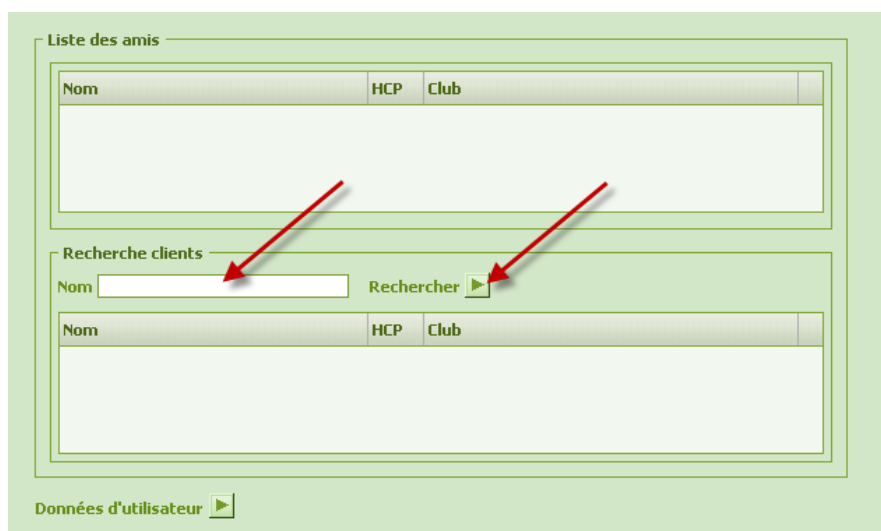 Liste des amis
Nom HCP Club
Recherche clients
Nom Rechercher
Nom HCP Club
Données d'utilisateur